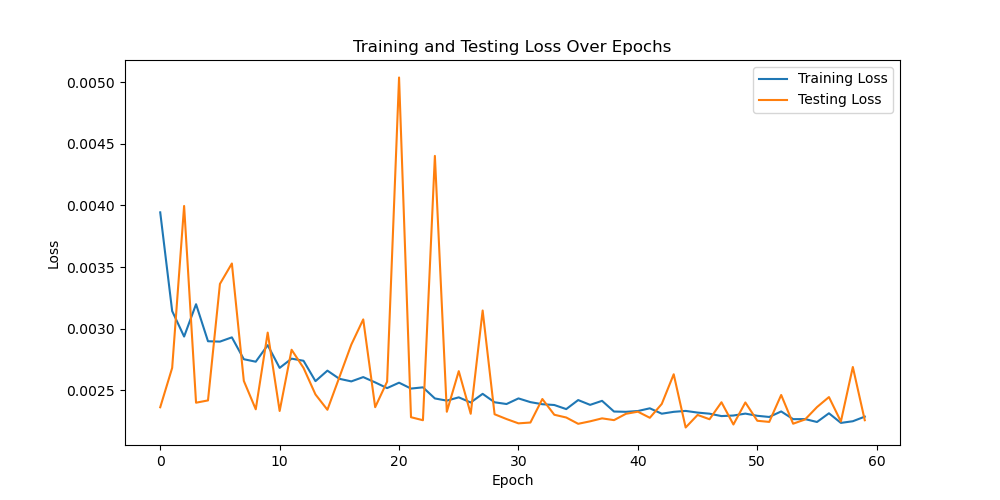 Training and Testing Loss Over Epochs
Training Loss
Testing Loss
0.0050
0.0045
0.0040
0.0035
0.0030
0.0025
Loss
0 10 20 30 40 50 60
Epoch